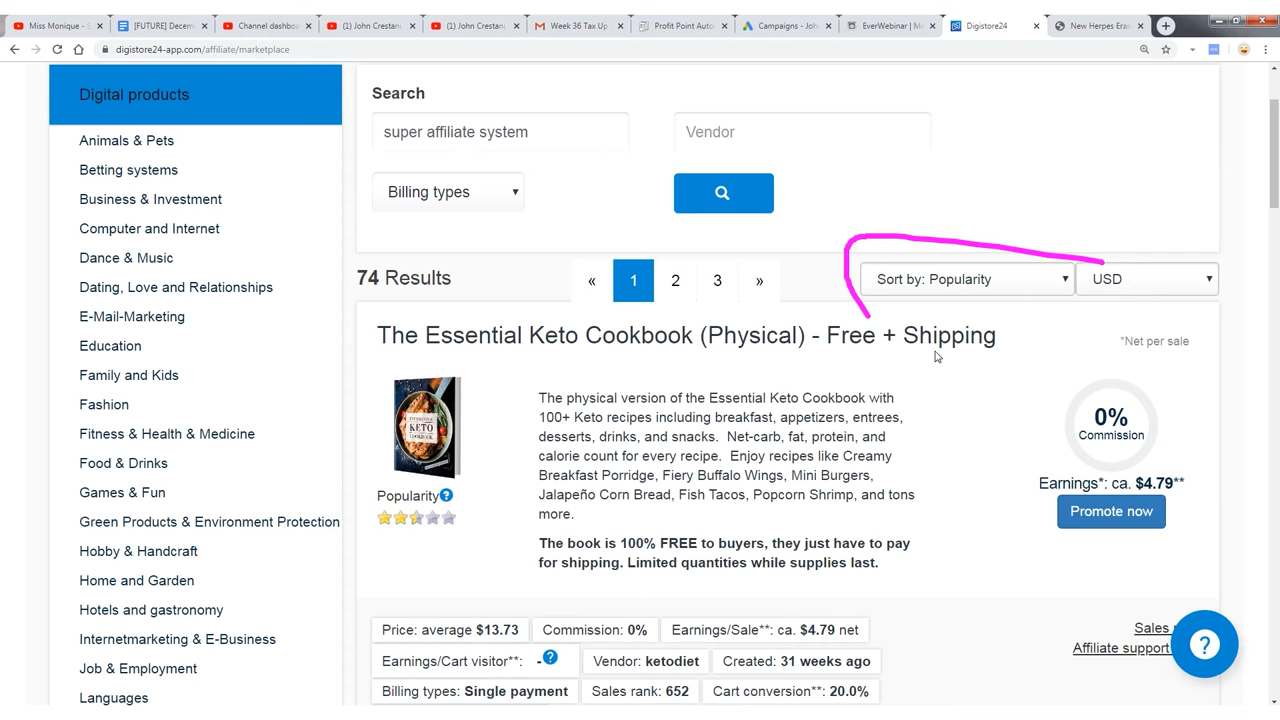 Miss Monique - S
[FUTURE] Decem
Channel dashboa
(1) John Crestan
(1) John Crestan
Week 36 Tax Up
Profit Point Auto
Campaigns - Joh
EverWebinar | M
Digistore24
New Herpes Eras
digistore24-app.com/affiliate/marketplace
Digital products
Animals & Pets
Betting systems
Business & Investment
Computer and Internet
Dance & Music
Dating, Love and Relationships
E-Mail-Marketing
Education
Family and Kids
Fashion
Fitness & Health & Medicine
Food & Drinks
Games & Fun
Green Products & Environment Protection
Hobby & Handcraft
Home and Garden
Hotels and gastronomy
Internetmarketing & E-Business
Job & Employment
Languages
Search
super affiliate system
Vendor
Billing types
74 Results
« 1 2 3 »
Sort by: Popularity
USD
The Essential Keto Cookbook (Physical) - Free + Shipping
*Net per sale
THE ESSENTIAL
KETO
COOKBOOK
Popularity
The physical version of the Essential Keto Cookbook with
100+ Keto recipes including breakfast, appetizers, entrees,
desserts, drinks, and snacks. Net-carb, fat, protein, and
calorie count for every recipe. Enjoy recipes like Creamy
Breakfast Porridge, Fiery Buffalo Wings, Mini Burgers,
Jalapeño Corn Bread, Fish Tacos, Popcorn Shrimp, and tons
more.
The book is 100% FREE to buyers, they just have to pay
for shipping. Limited quantities while supplies last.
0%
Commission
Earnings*: ca. $4.79**
Promote now
Price: average $13.73
Commission: 0%
Earnings/Sale**: ca. $4.79 net
Earnings/Cart visitor**: -
Vendor: ketodiet
Created: 31 weeks ago
Billing types: Single payment
Sales rank: 652
Cart conversion**: 20.0%
Sales
Affiliate support